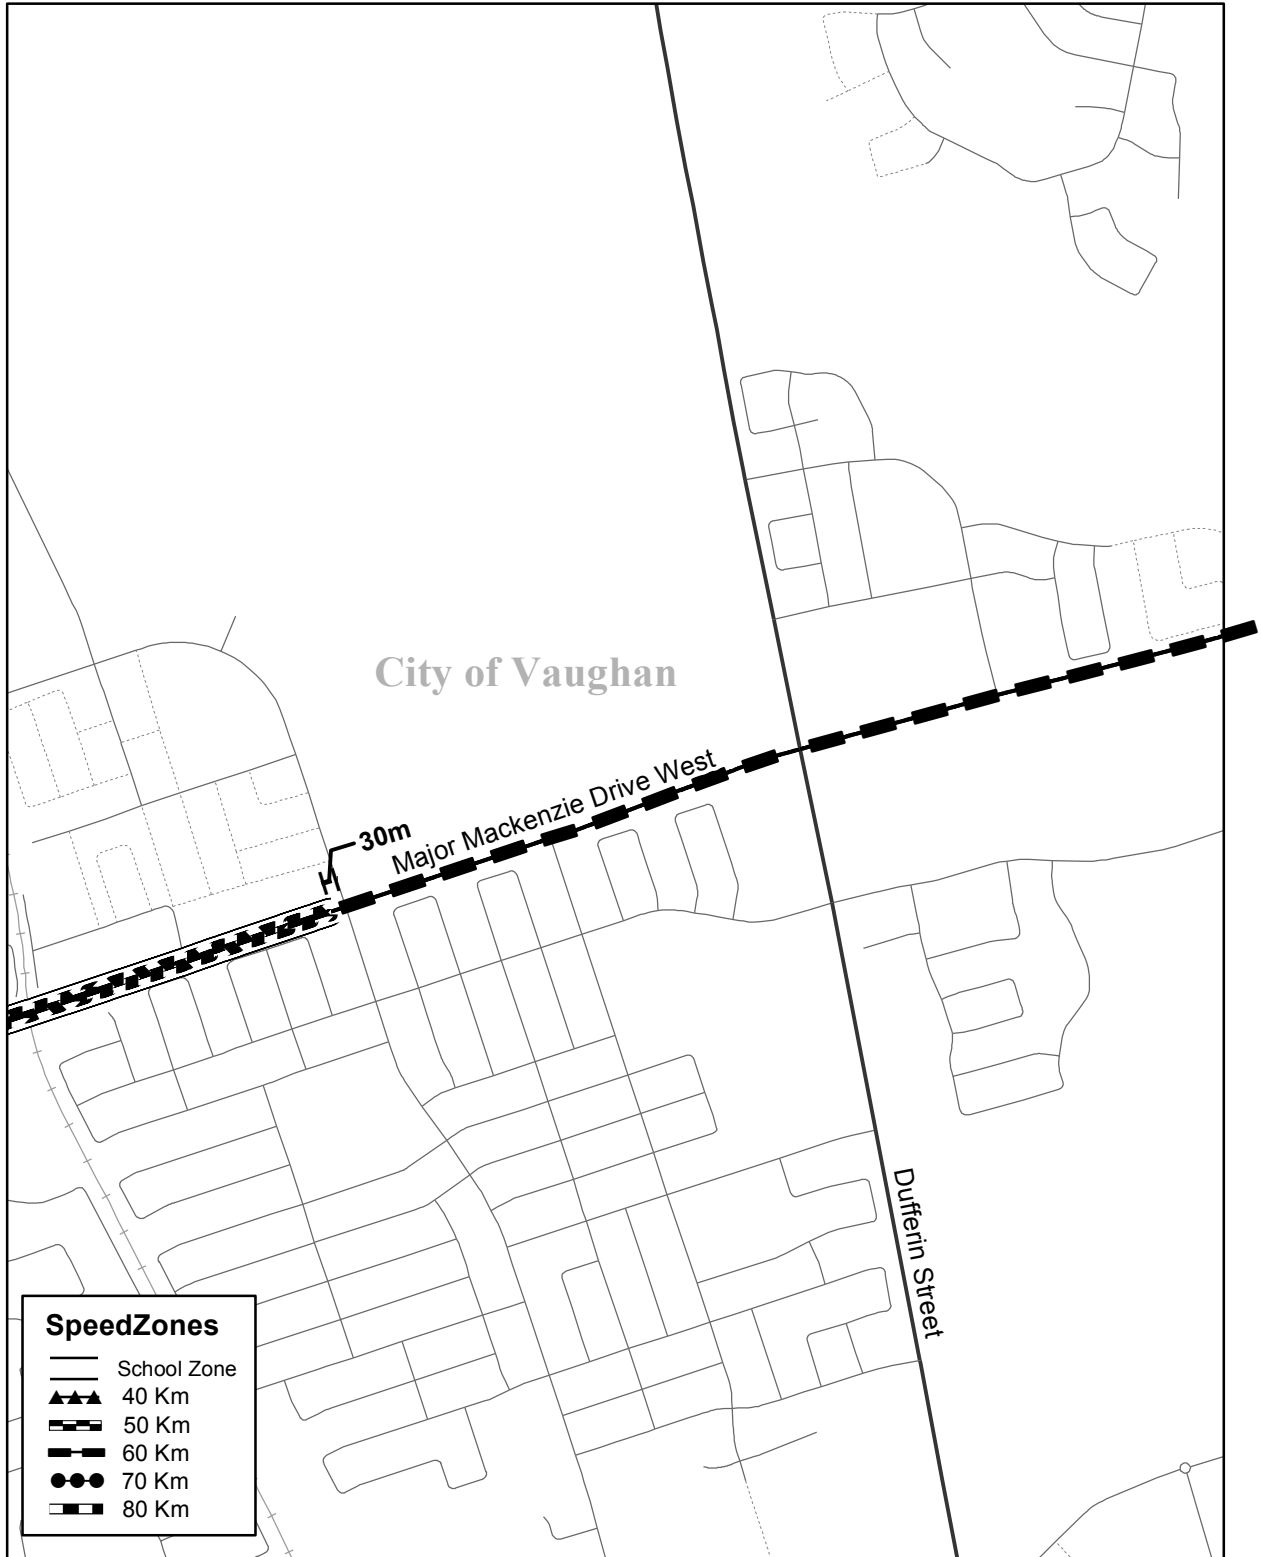 City of Vaughan
Major Mackenzie Drive West
30m
Dufferin Street
SpeedZones
School Zone
40 Km
50 Km
60 Km
70 Km
80 Km